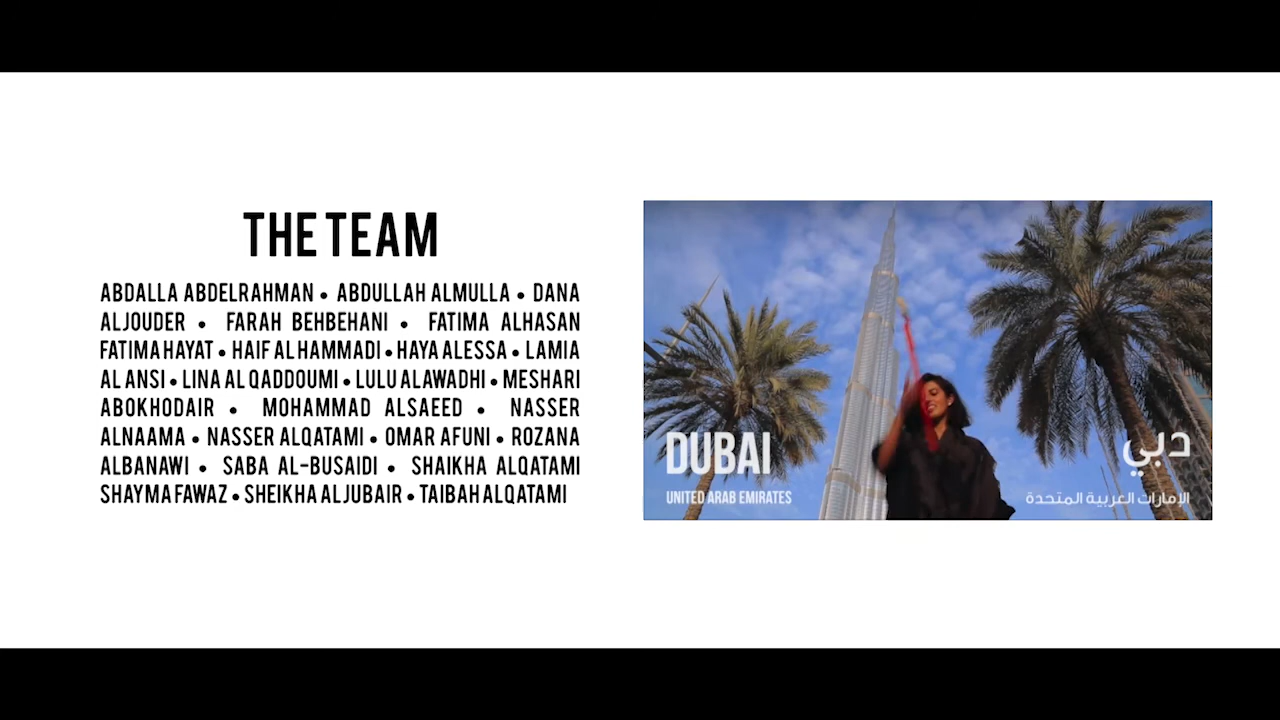 THE TEAM
ABDALLA ABDELRAHMAN • ABDULLAH ALMULLA • DANA
ALJOUDER • FARAH BEHBEHANI • FATIMA ALHASAN
FATIMA HAYAT • HAIF AL HAMMADI • HAYA ALESSA • LAMIA
AL ANSI • LINA AL QADDOUMI • LULU ALAWADHI • MESHARI
ABOKHODAIR • MOHAMMAD ALSAEED • NASSER
ALNAAMA • NASSER ALQATAMI • OMAR AFUNI • ROZANA
ALBANAWI • SABA AL-BUSAIDI • SHAIKHA ALQATAMI
SHAYMA FAWAZ • SHEIKHA ALJUBAIR • TAIBAH ALQATAMI
DUBAI
UNITED ARAB EMIRATES
دبي
الإمارات العربية المتحدة